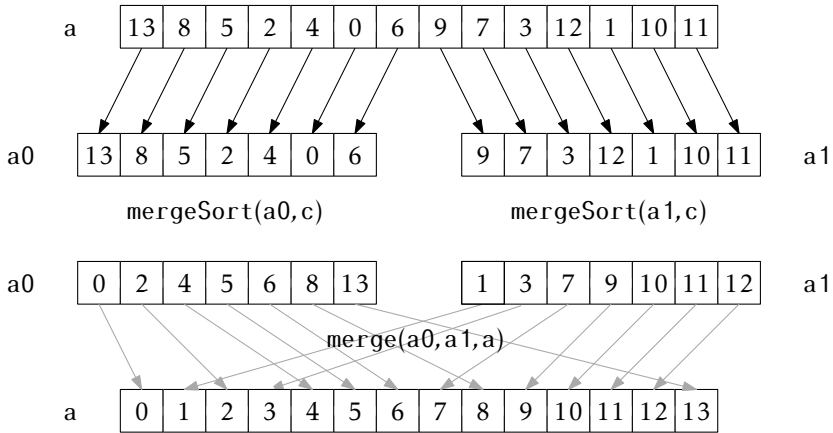 a 13 8 5 2 4 0 6 9 7 3 12 1 10 11
a0 13 8 5 2 4 0 6 9 7 3 12 1 10 11 a1
mergeSort(a0,c) mergeSort(a1,c)
a0 0 2 4 5 6 8 13 1 3 7 9 10 11 12 a1
merge(a0,a1,a)
a 0 1 2 3 4 5 6 7 8 9 10 11 12 13